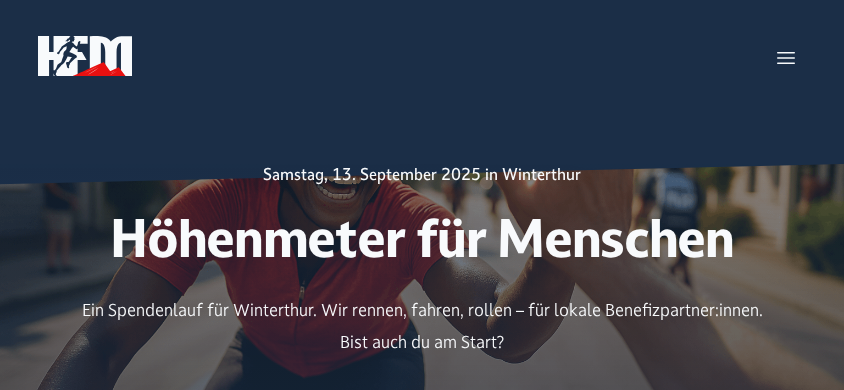 HFM
Samstag, 13. September 2025 in Winterthur
Höhenmeter für Menschen
Ein Spendenlauf für Winterthur. Wir rennen, fahren, rollen – für lokale Benefizpartner:innen.
Bist auch du am Start?